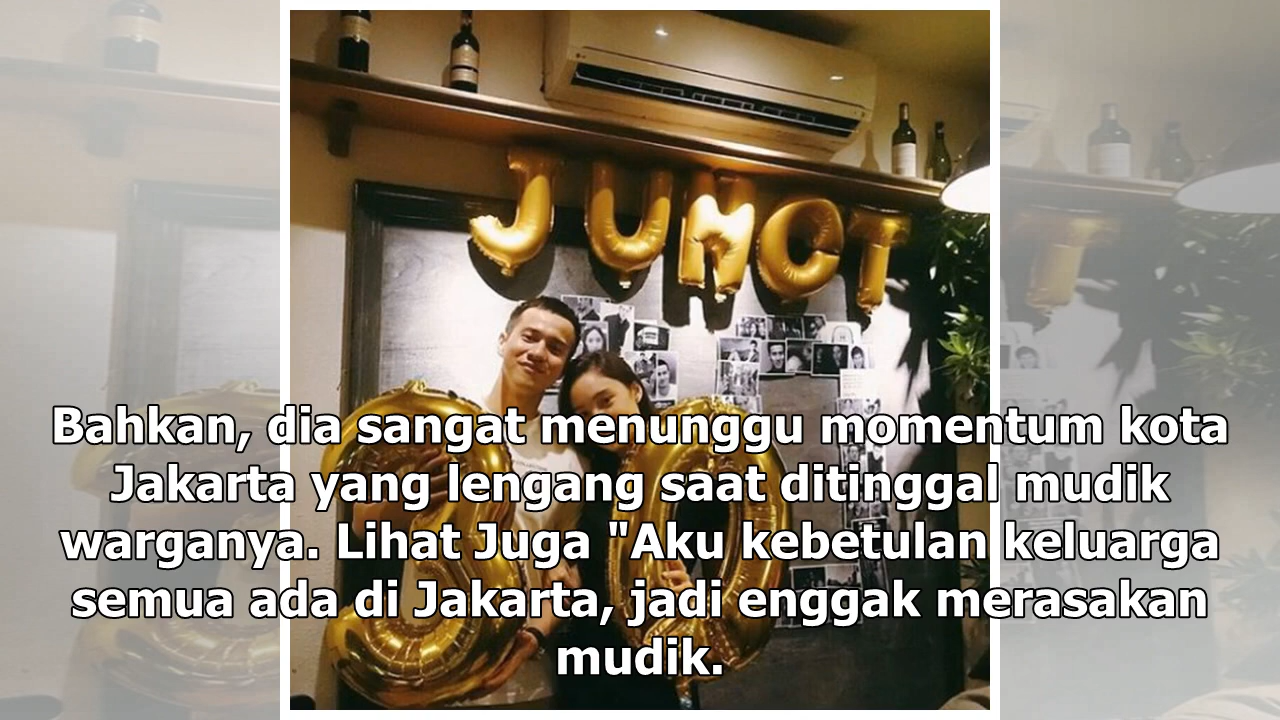 JUNOT
30
Bahkan, dia sangat menunggu momentum kota
Jakarta yang lengang saat ditinggal mudik
warganya. Lihat Juga "Aku kebetulan keluarga
semua ada di Jakarta, jadi enggak merasakan
mudik.